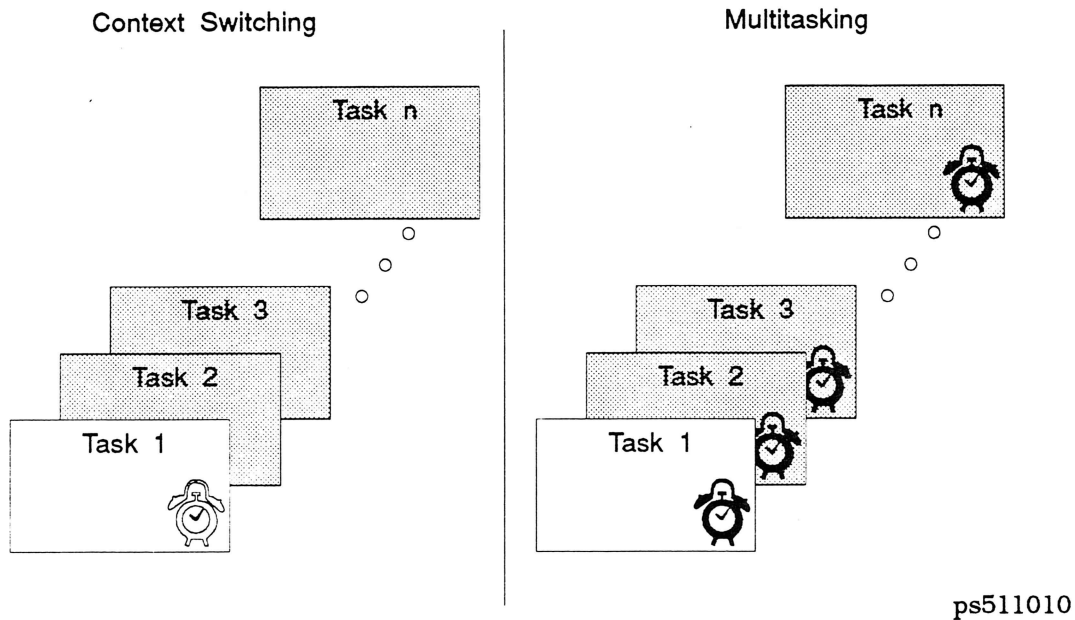 Context Switching
Task n
Task 3
Task 2
Task 1
Multitasking
Task n
Task 3
Task 2
Task 1
ps511010